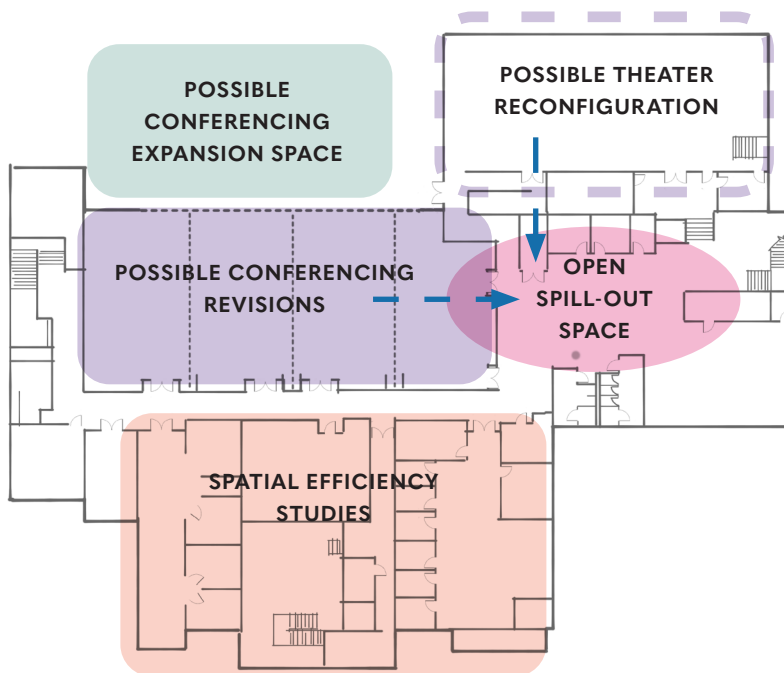 POSSIBLE
CONFERENCING
EXPANSION SPACE
POSSIBLE THEATER
RECONFIGURATION
POSSIBLE CONFERENCING
REVISIONS
OPEN
SPILL-OUT
SPACE
SPATIAL EFFICIENCY
STUDIES